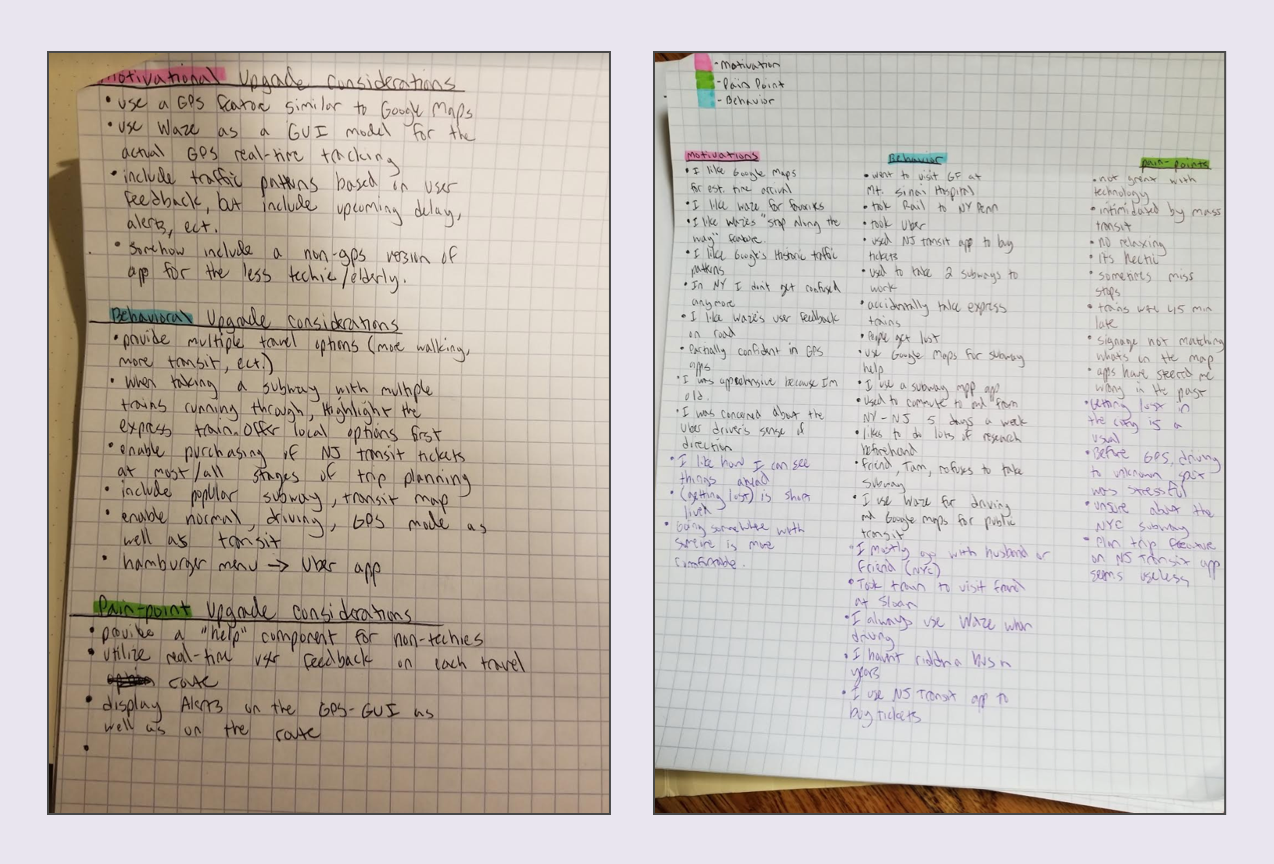 Motivational Upgrade Considerations
• use a GPS feature similar to Google Maps
• use Waze as a GUI model for the
actual GPS real-time tracking
• include traffic patterns based on user
feedback, but include upcoming delay,
alerts, ect.
• somehow include a non-gps version of
app for the less techie/elderly.
Behavioral Upgrade considerations
• provide multiple travel options (more walking,
more transit, ect.)
• when taking a subway with multiple
trains running through, Highlight the
express train. Offer local options first
• enable purchasing of NJ transit tickets
at most/all stages of trip planning
• include popular subway, transit map
• enable normal, driving, GPS mode as
well as transit
• hamburger menu → Uber app
Pain-point Upgrade considerations
• provide a "help" component for non-techies
• utilize real-time user feedback on each travel
route
• display Alerts on the GPS-GUI as
well as on the route
•
- Motivation
- Pain Point
- Behavior
Motivations
• I like Google Maps
for est. time arrival
• I like waze for favorites
• I like Wazes "stop along the
way" feature.
• I like Google's Historic traffic
patterns
• In NY I dont get confused
anymore
• I like Waze's user feedback
on road
• Partially confident in GPS
apps
• I was apprehensive because I'm
old.
• I was concerned about the
Uber driver's sense of
direction
• I like how I can see
things ahead
• (getting lost) is short
lived
• being somewhere with
someone is more
comfortable.
Behavior
• went to visit GF at
Mt. Sinai Hospital
• took Rail to NY Penn
• took Uber
• used NJ transit app to buy
tickets
• used to take 2 subways to
work
• accidentally take express
trains
• People get lost
• use Google Maps for subway
help
• I use a subway map app
• used to commute to and from
NY-NJ 5 days a week
• likes to do lots of research
beforehand
• Friend, Tam, refuses to take
subway
• I use Waze for driving
and Google maps for public
transit
• I mostly go with husband or
Friend (NYC)
• Took train to visit friend
at Sloan
• I always use Waze when
driving
• I havnt ridden a bus in
years
• I use NJ Transit app to
buy tickets
pain-points
• not great with
technology
• intimidated by mass
transit
• no relaxing
• its hectic
• sometimes miss
stops
• trains were 45 min
late
• signage not matching
whats on the map
• apps have steered me
wrong in the past
• Getting lost in
the city is a
usual
• Before GPS, driving
to unknown spot
was stressful
• unsure about the
NYC subway
• Plan trip feature
on NJ Transit app
seems useless